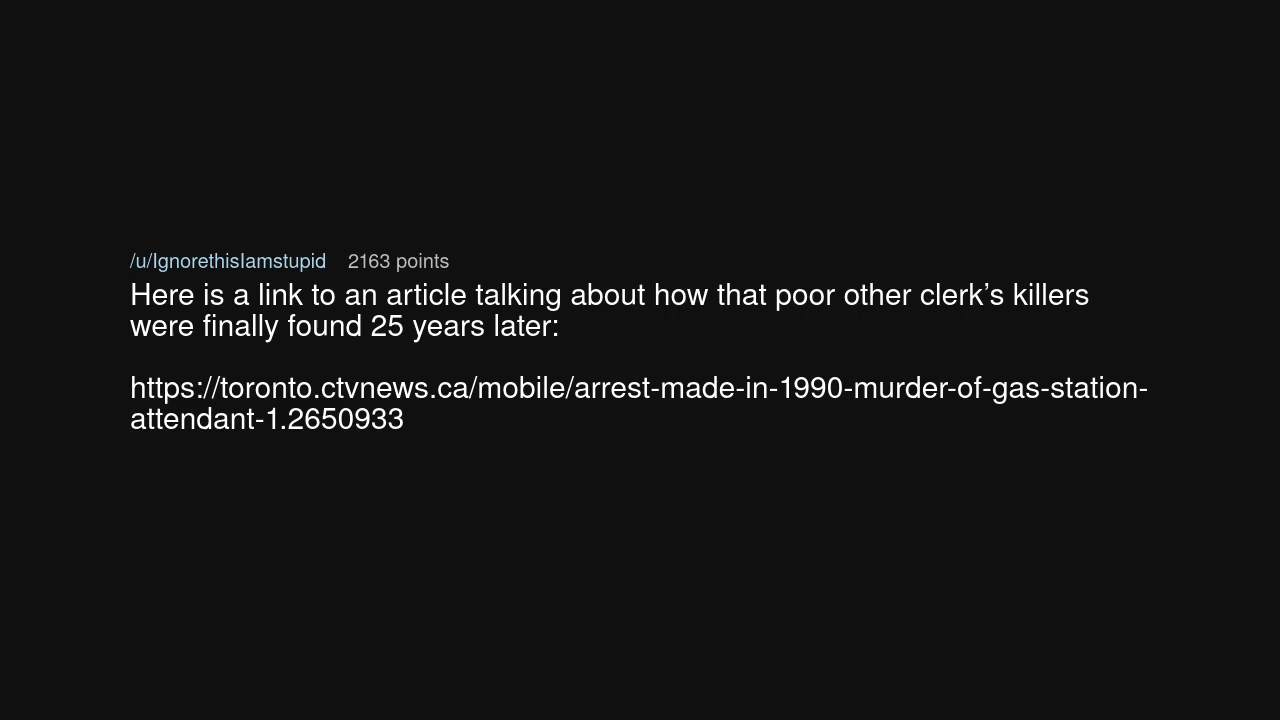 /u/IgnorethisIamstupid 2163 points
Here is a link to an article talking about how that poor other clerk’s killers
were finally found 25 years later:
https://toronto.ctvnews.ca/mobile/arrest-made-in-1990-murder-of-gas-station-
attendant-1.2650933